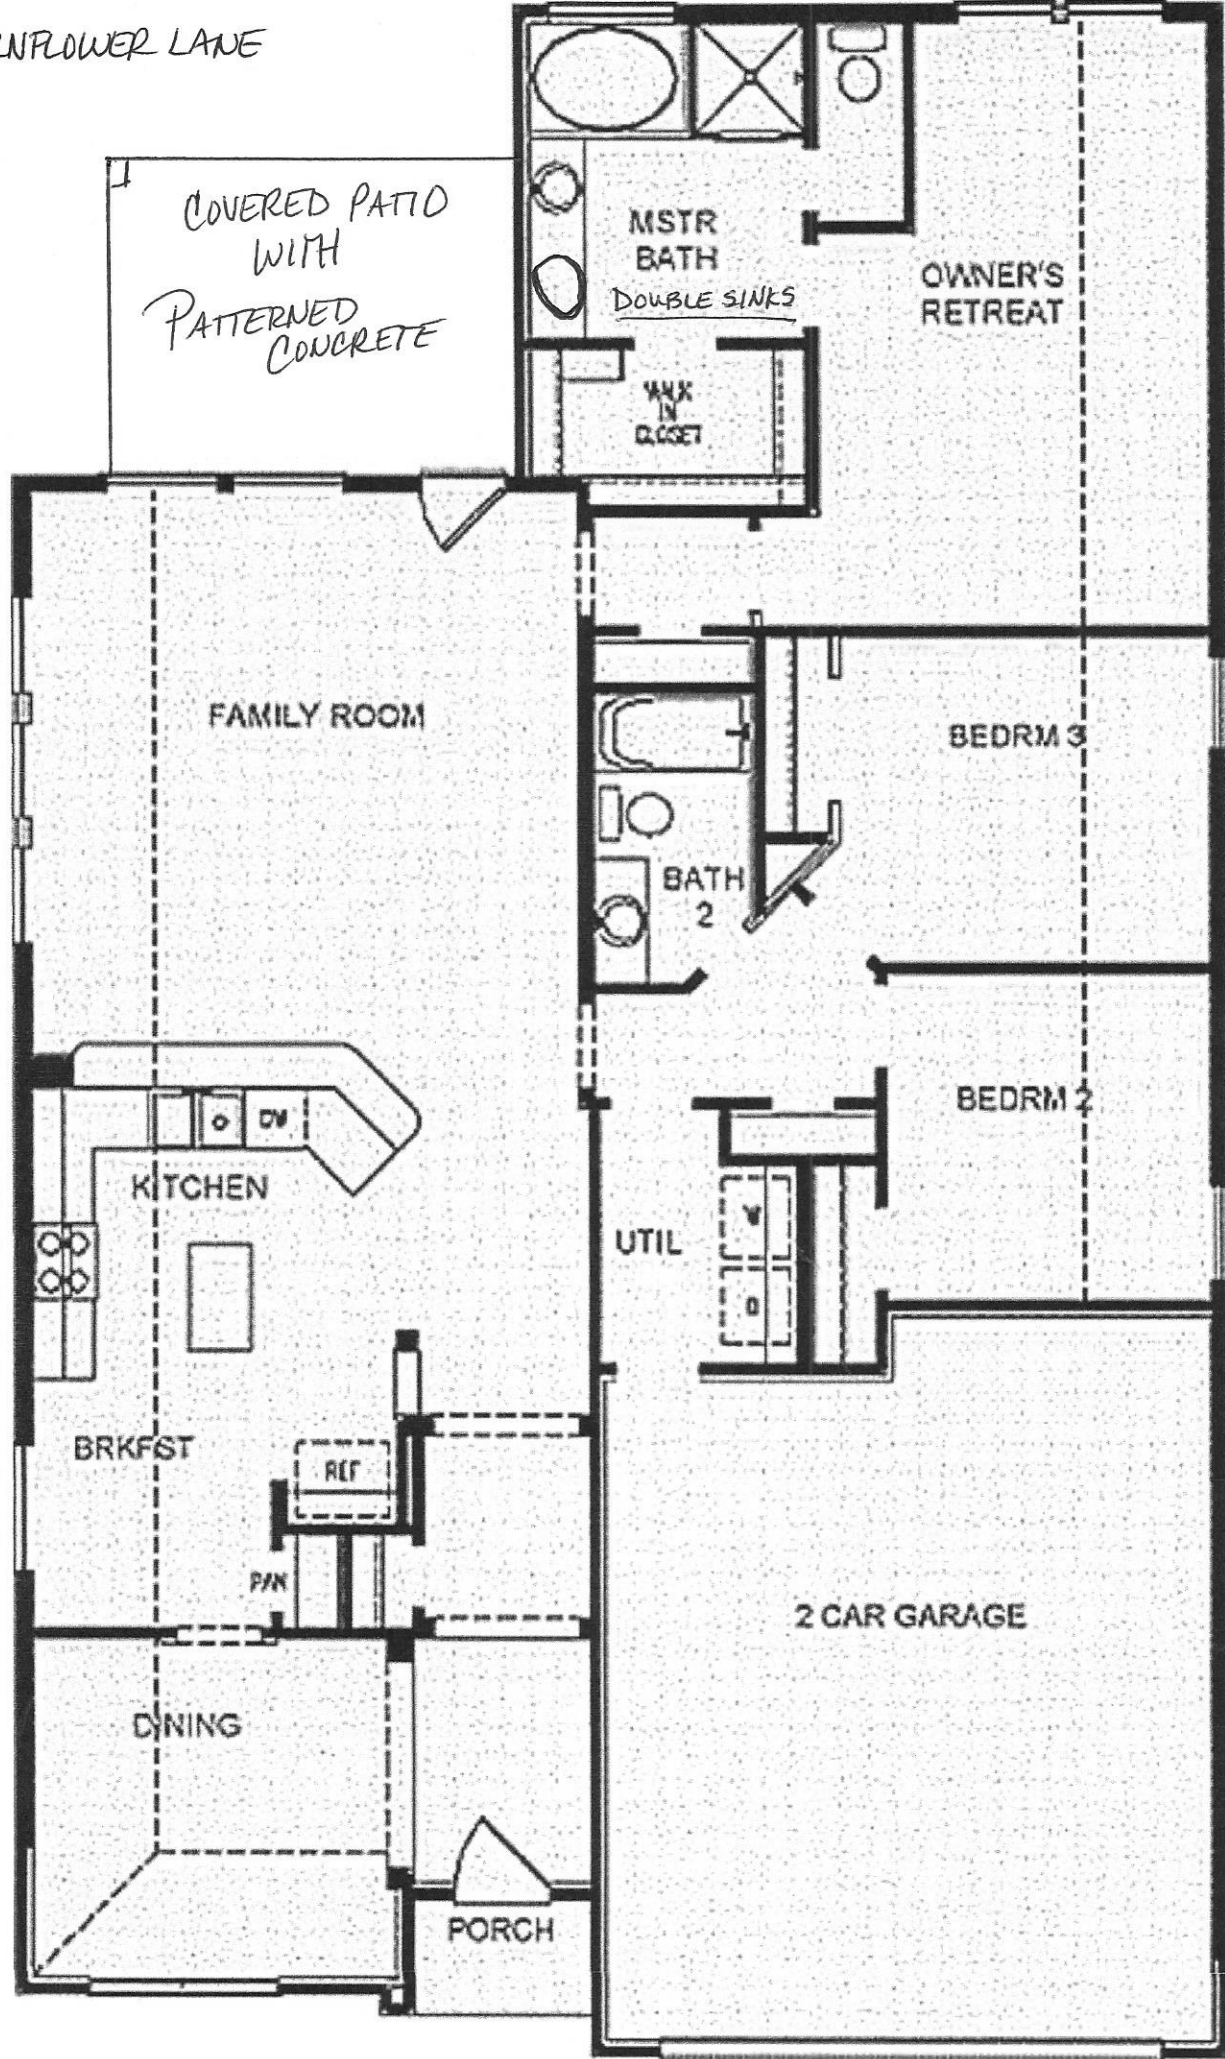 NFLOWER LANE
COVERED PATIO
WITH
PATTERNED
CONCRETE
MSTR
BATH
DOUBLE SINKS
OWNER'S
RETREAT
WALK
IN
CLOSET
FAMILY ROOM
BEDRM 3
BATH
2
BEDRM 2
DW
KITCHEN
UTIL
W
D
BRKFST
REF
PAN
2 CAR GARAGE
DINING
PORCH